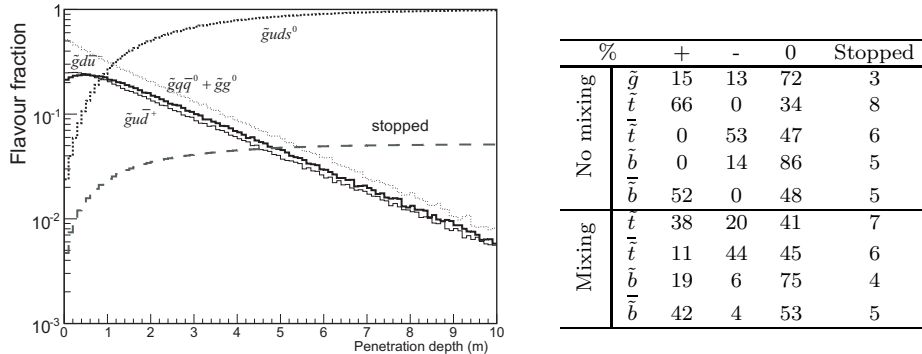 Flavour fraction
1
10⁻¹
10⁻²
10⁻³
g̃dū⁻
g̃qq̄⁰ + g̃g⁰
g̃ud̄⁺
g̃uds⁰
stopped
0 1 2 3 4 5 6 7 8 9 10
Penetration depth (m)
% + - 0 Stopped
No mixing
g̃ 15 13 72 3
t̃ 66 0 34 8
t̃̅ 0 53 47 6
b̃ 0 14 86 5
b̃̅ 52 0 48 5
Mixing
t̃ 38 20 41 7
t̃̅ 11 44 45 6
b̃ 19 6 75 4
b̃̅ 42 4 53 5